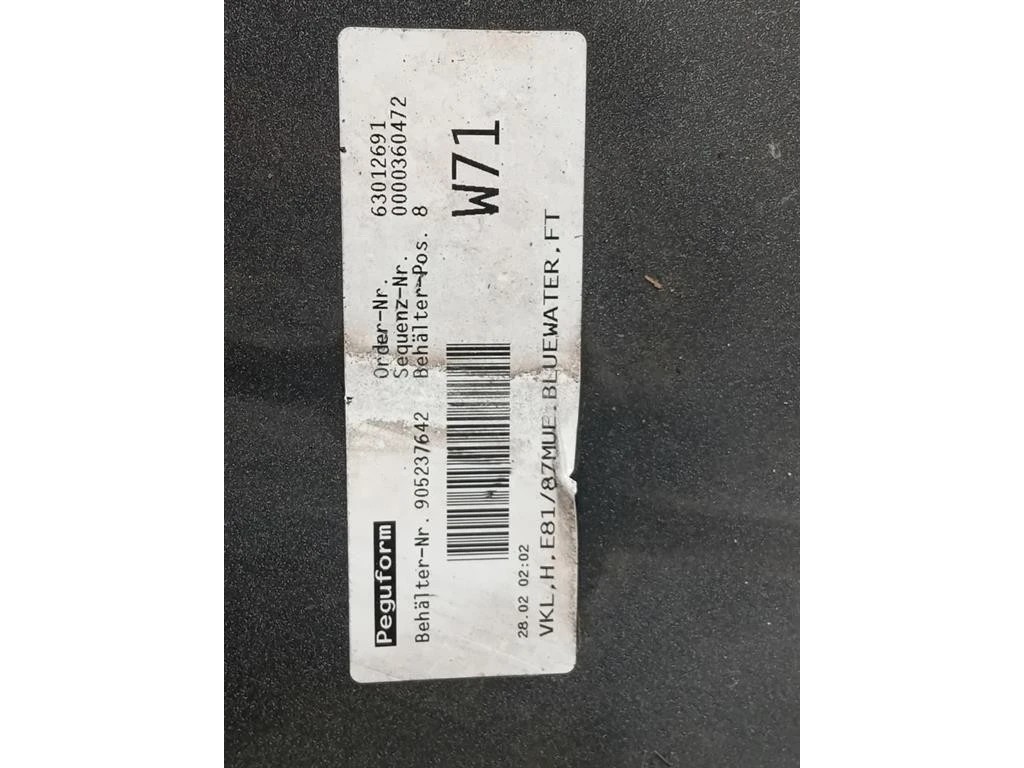 Peguform
Order-Nr. 63012691
Sequenz-Nr. 0000360472
Behälter-Nr. 905237642 Behälter-Pos. 8
W71
28.02 02:02
VKL,H,E81/87MUE.BLUEWATER,FT